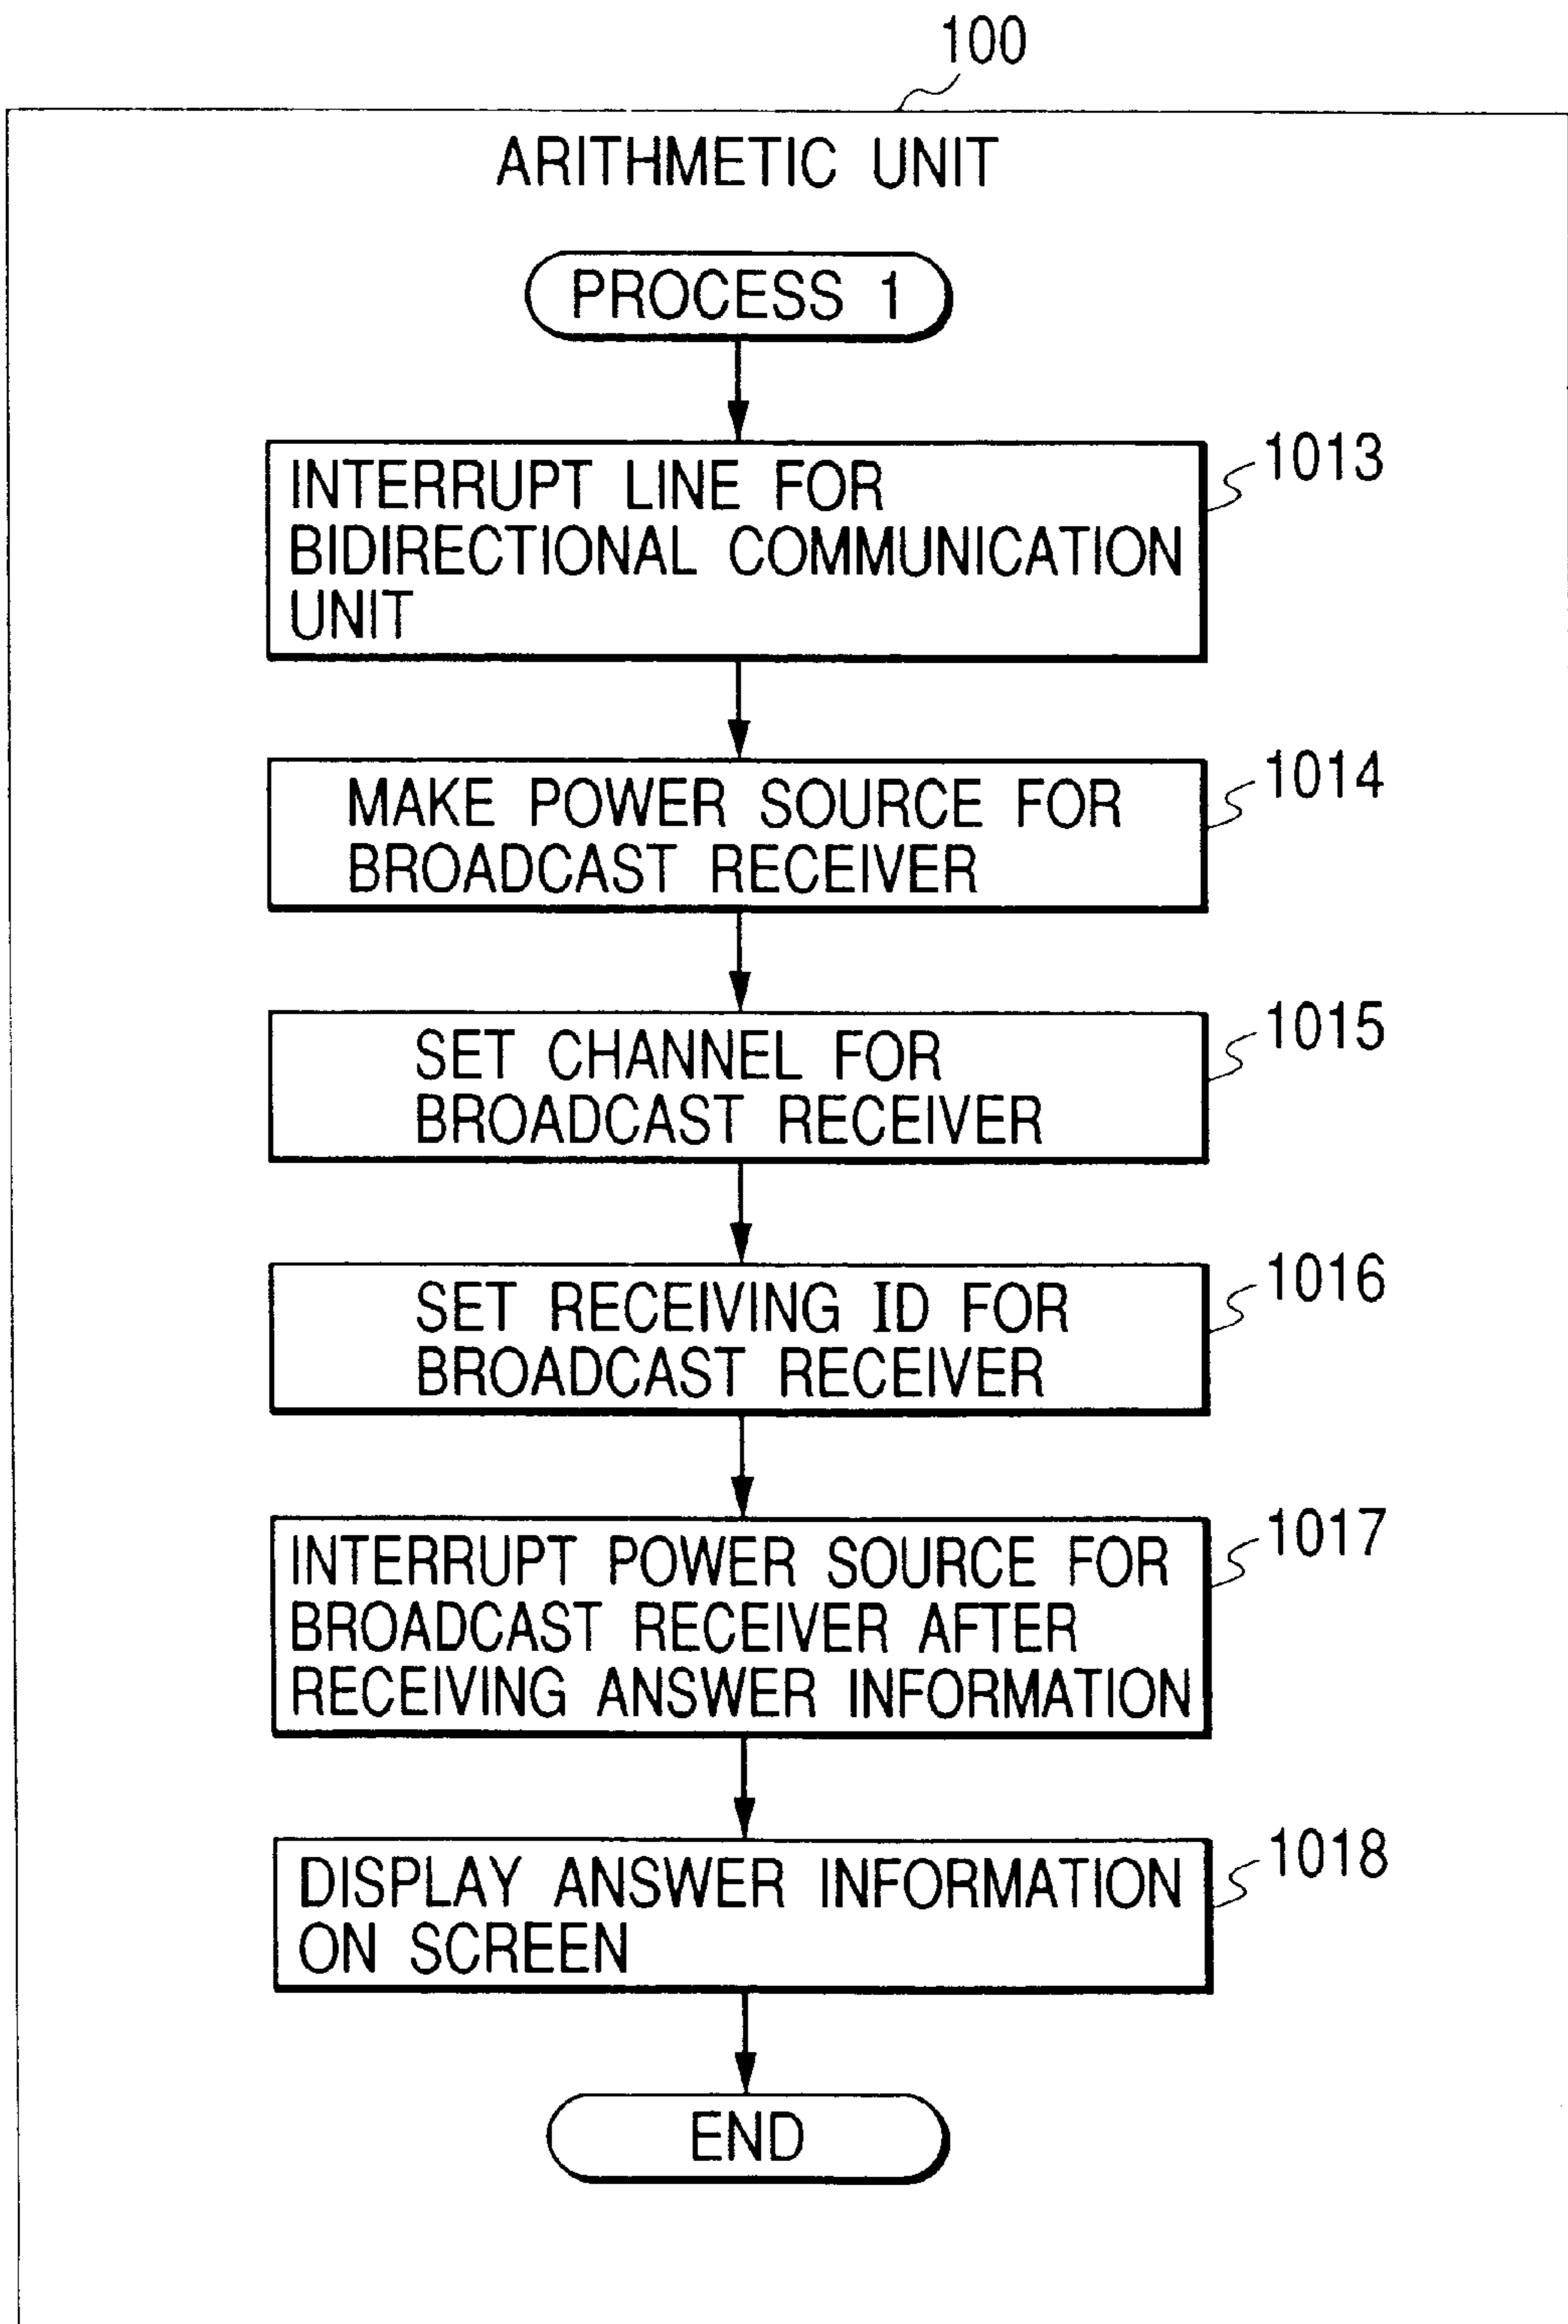 100
ARITHMETIC UNIT
PROCESS 1
INTERRUPT LINE FOR
BIDIRECTIONAL COMMUNICATION
UNIT
1013
MAKE POWER SOURCE FOR
BROADCAST RECEIVER
1014
SET CHANNEL FOR
BROADCAST RECEIVER
1015
SET RECEIVING ID FOR
BROADCAST RECEIVER
1016
INTERRUPT POWER SOURCE FOR
BROADCAST RECEIVER AFTER
RECEIVING ANSWER INFORMATION
1017
DISPLAY ANSWER INFORMATION
ON SCREEN
1018
END